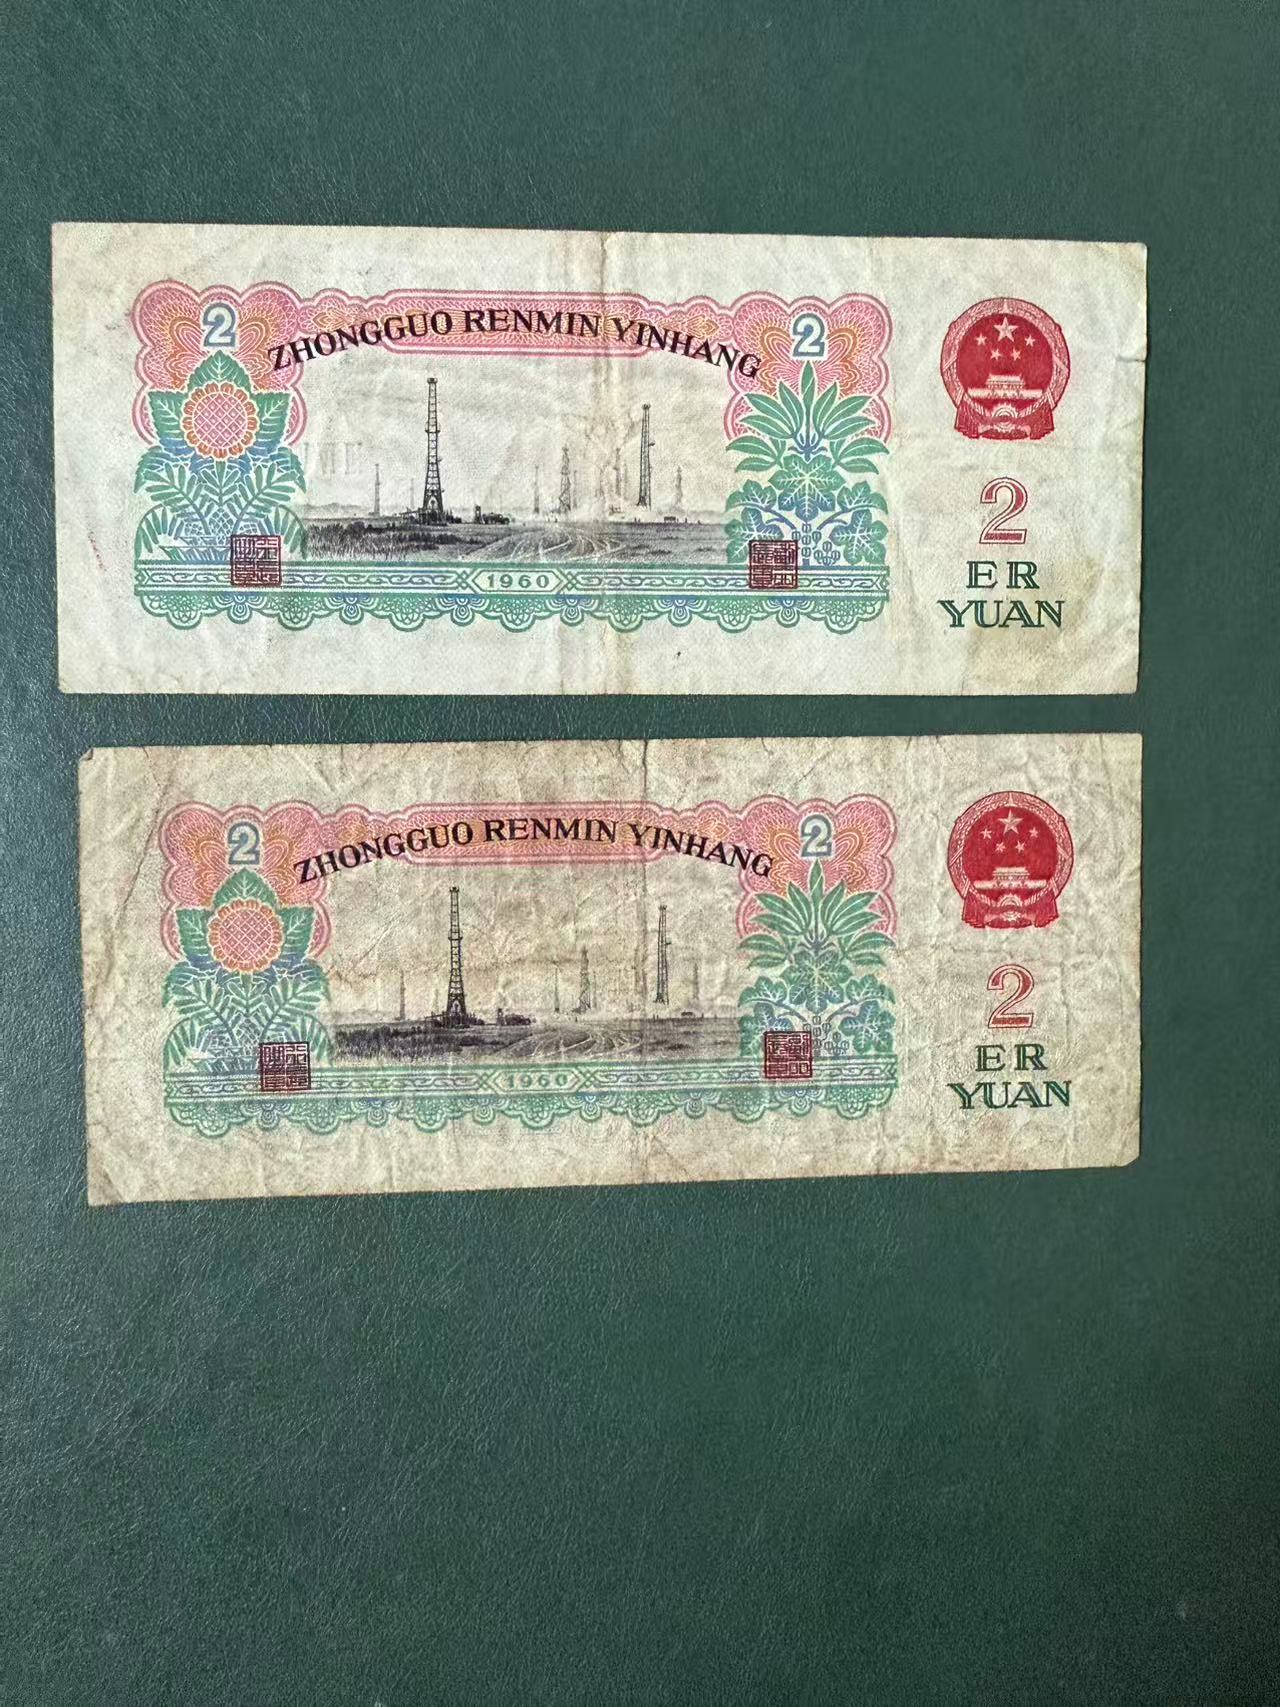 2 ZHONGGUO RENMIN YINHANG 2
2
1960
ER
YUAN
2 ZHONGGUO RENMIN YINHANG 2
2
1960
ER
YUAN